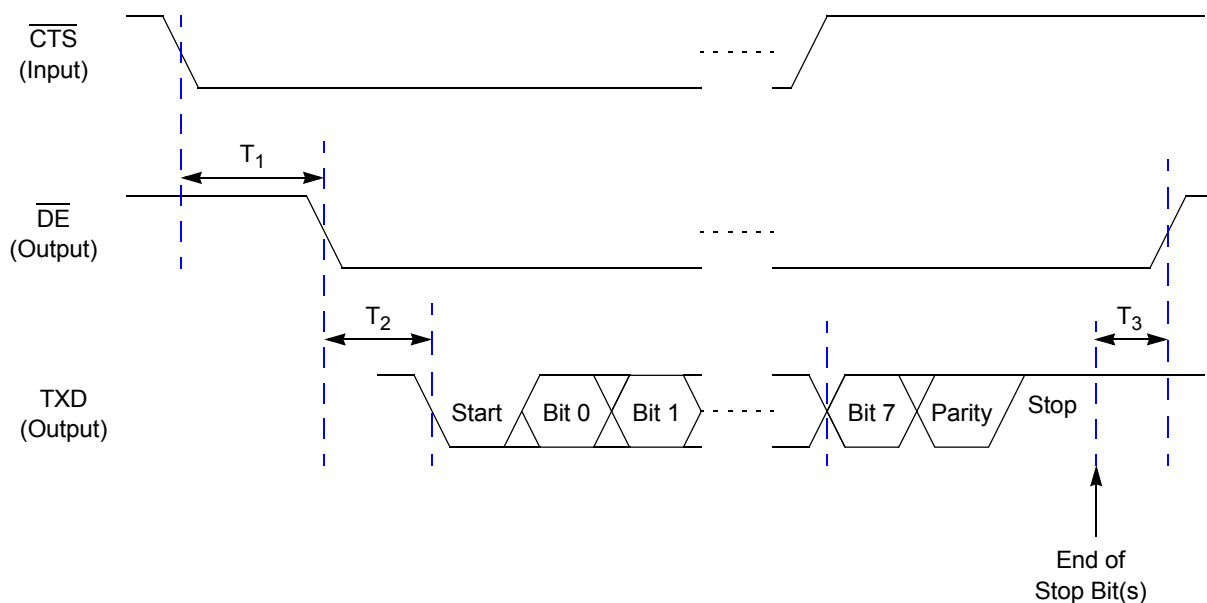 CTS
(Input)
T1
DE
(Output)
T2
T3
TXD
(Output)
Start
Bit 0
Bit 1
Bit 7
Parity
Stop
End of
Stop Bit(s)